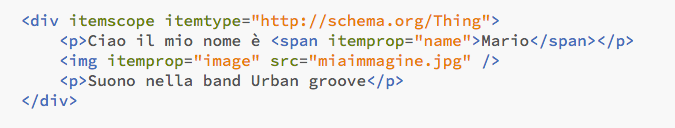 <div itemscope itemtype="http://schema.org/Thing">
<p>Ciao il mio nome è <span itemprop="name">Mario</span></p>
<img itemprop="image" src="miaimmagine.jpg" />
<p>Suono nella band Urban groove</p>
</div>